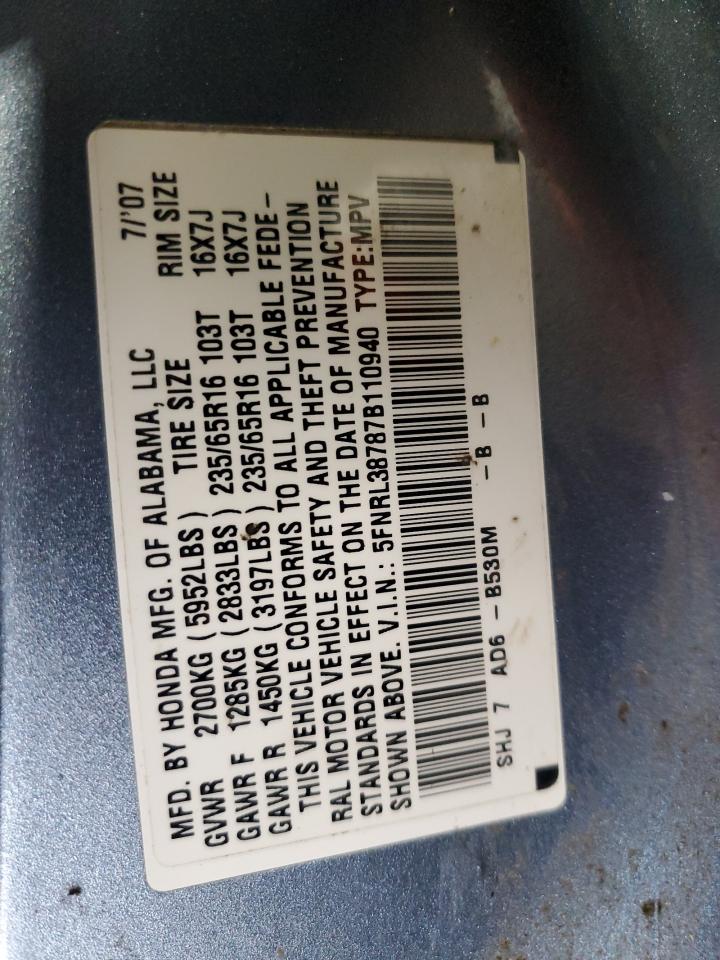 MFD. BY HONDA MFG. OF ALABAMA, LLC 7/'07
GVWR 2700KG ( 5952LBS ) TIRE SIZE RIM SIZE
GAWR F 1285KG ( 2833LBS ) 235/65R16 103T 16X7J
GAWR R 1450KG ( 3197LBS ) 235/65R16 103T 16X7J
THIS VEHICLE CONFORMS TO ALL APPLICABLE FEDE-
RAL MOTOR VEHICLE SAFETY AND THEFT PREVENTION
STANDARDS IN EFFECT ON THE DATE OF MANUFACTURE
SHOWN ABOVE. V.I.N.: 5FNRL38787B110940 TYPE:MPV
SHJ 7 AD6 -B530M -B -B